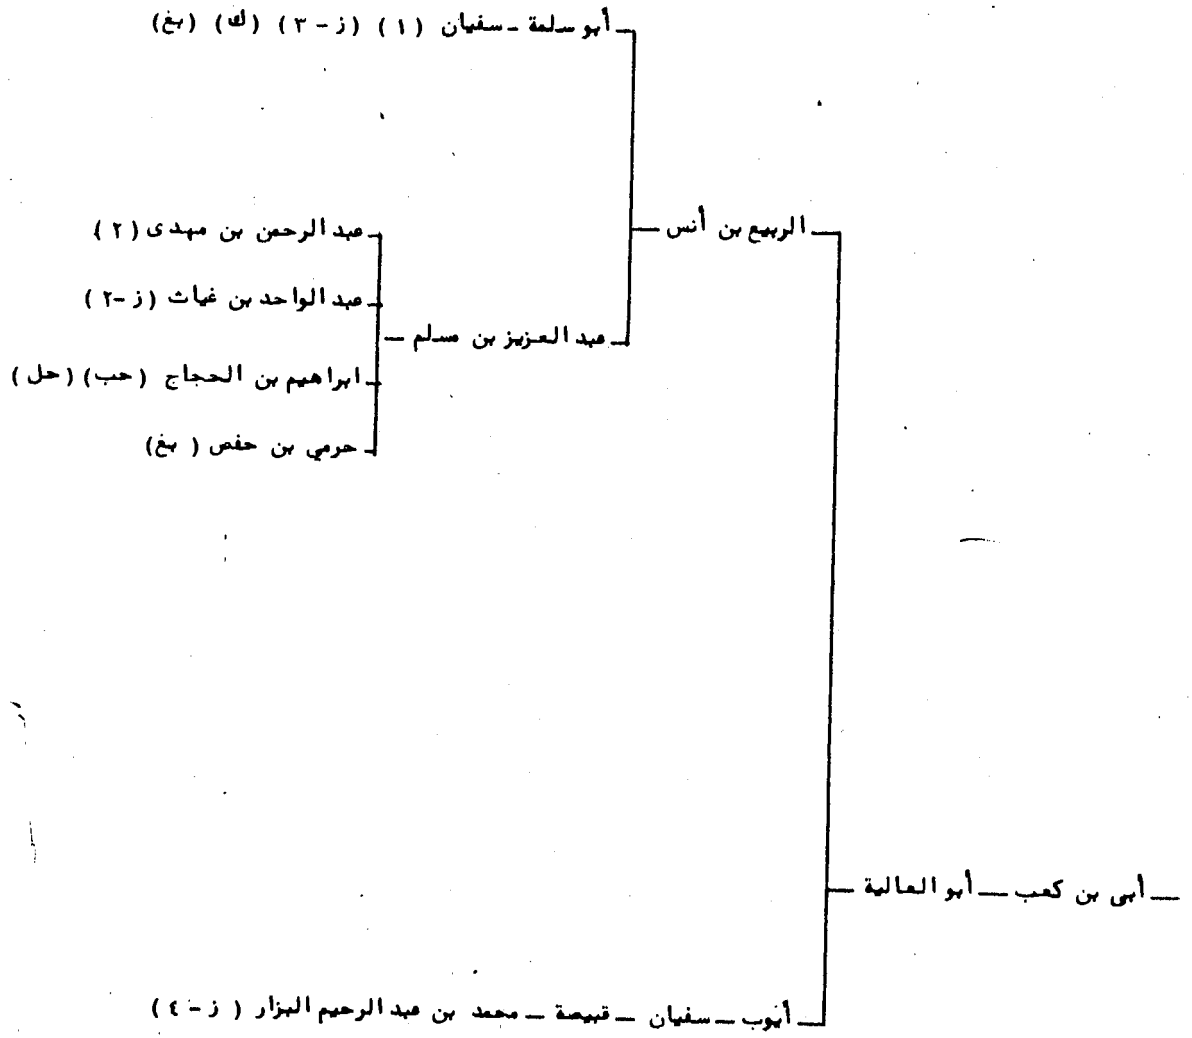 أبو سلمة - سفيان (١) (ز - ٣) (ك) (بغ)
الربيع بن أنس
عبد الرحمن بن مهدى (٢)
عبد الواحد بن غياث (ز -٢)
عبد العزيز بن مسلم
ابراهيم بن الحجاج (حب) (حل)
حرمي بن حفص (بغ)
أبى بن كعب — أبو العالية
أيوب — سفيان — قبيصة — محمد بن عبد الرحيم البزار (ز - ٤)